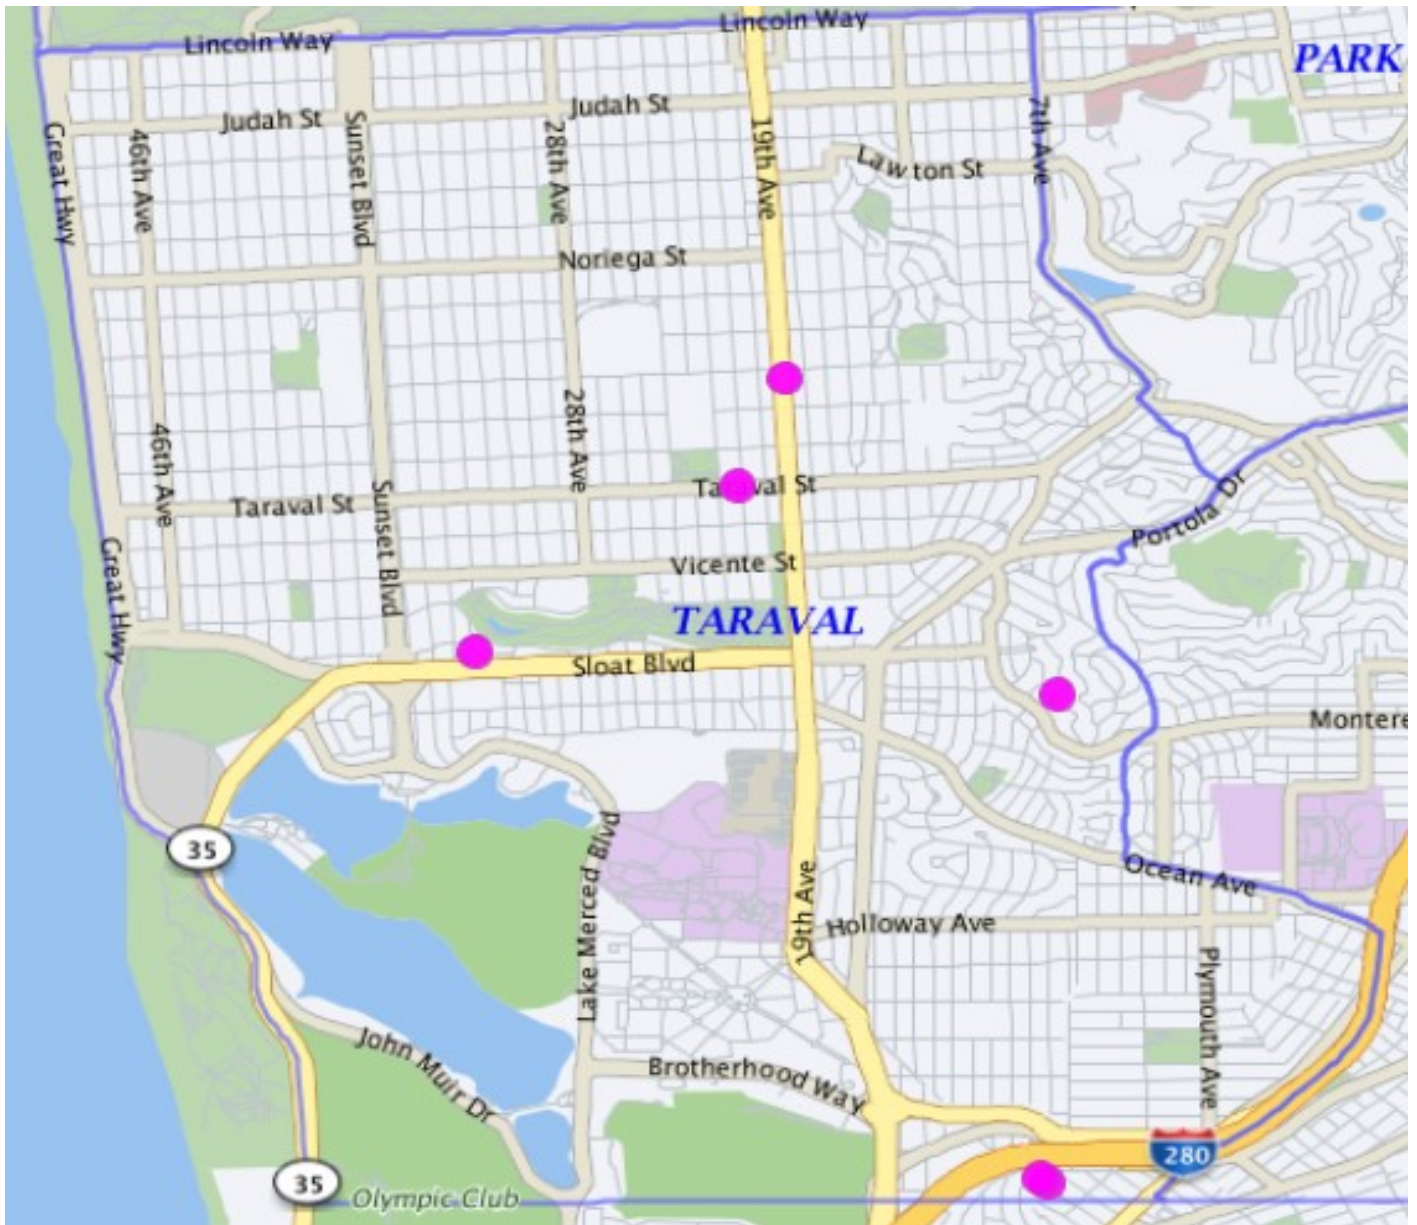 Lincoln Way
Lincoln Way
PARK
Judah St
Judah St
Great Hwy
46th Ave
Sunset Blvd
28th Ave
19th Ave
7th Ave
Lawton St
Noriega St
28th Ave
46th Ave
Taraval St
Sunset Blvd
Portola Dr
Great Hwy
Taraval St
Vicente St
TARAVAL
Sloat Blvd
35
Lake Merced Blvd
19th Ave
Ocean Ave
Holloway Ave
Plymouth Ave
John Muir Dr
Brotherhood Way
280
35
Olympic Club